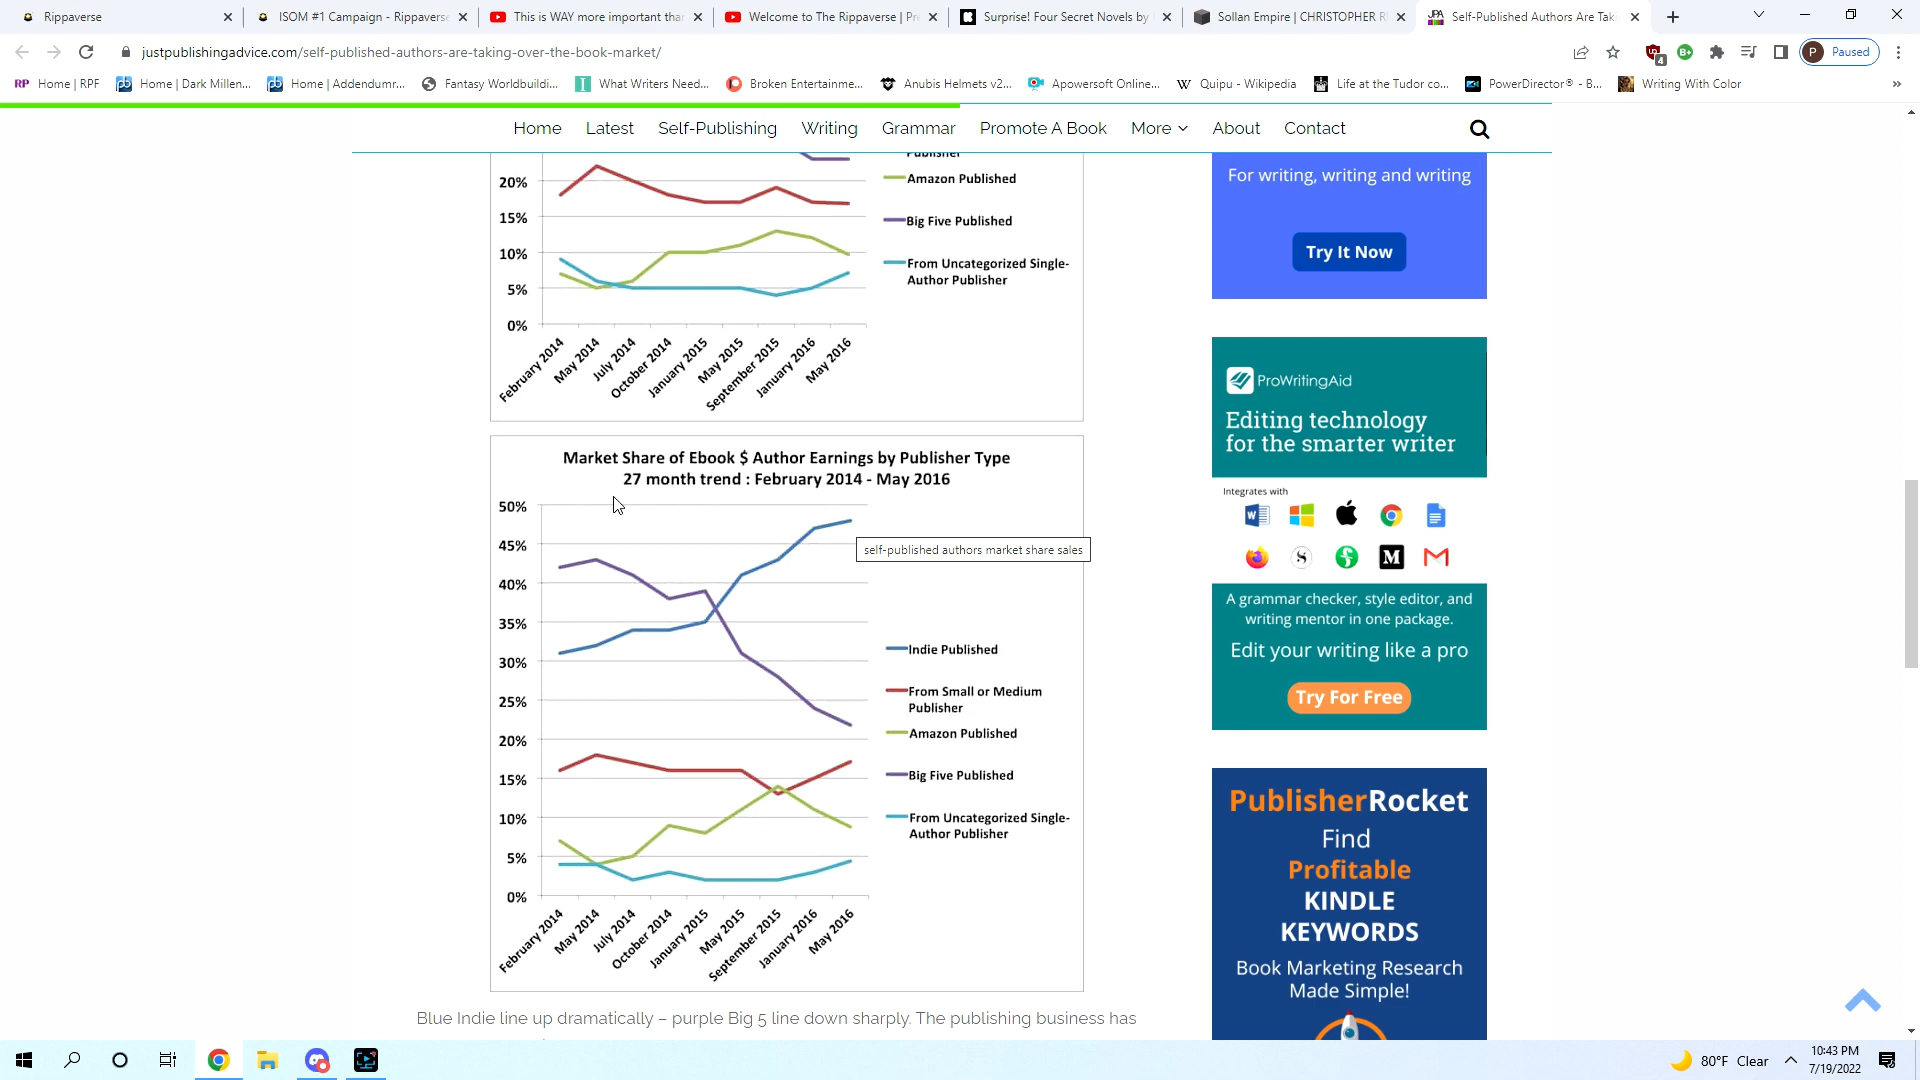 Rippaverse
ISOM #1 Campaign - Rippaverse
This is WAY more important than
Welcome to The Rippaverse | Pre
Surprise! Four Secret Novels by
Sollan Empire | CHRISTOPHER R
Self-Published Authors Are Taki
justpublishingadvice.com/self-published-authors-are-taking-over-the-book-market/
4
B+
P Paused
RP Home | RPF
Home | Dark Millen...
Home | Addendumr...
Fantasy Worldbuildi...
What Writers Need...
Broken Entertainme...
Anubis Helmets v2...
Apowersoft Online...
W Quipu - Wikipedia
Life at the Tudor co...
PowerDirector® - B...
Writing With Color
»
Home Latest Self-Publishing Writing Grammar Promote A Book More About Contact
Publisher
Amazon Published
Big Five Published
From Uncategorized Single-
Author Publisher
20%
15%
10%
5%
0%
February 2014
May 2014
July 2014
October 2014
January 2015
May 2015
September 2015
January 2016
May 2016
Market Share of Ebook $ Author Earnings by Publisher Type
27 month trend : February 2014 - May 2016
50%
45%
40%
35%
30%
25%
20%
15%
10%
5%
0%
self-published authors market share sales
Indie Published
From Small or Medium
Publisher
Amazon Published
Big Five Published
From Uncategorized Single-
Author Publisher
February 2014
May 2014
July 2014
October 2014
January 2015
May 2015
September 2015
January 2016
May 2016
Blue Indie line up dramatically – purple Big 5 line down sharply. The publishing business has
For writing, writing and writing
Try It Now
ProWritingAid
Editing technology
for the smarter writer
Integrates with
A grammar checker, style editor, and
writing mentor in one package.
Edit your writing like a pro
Try For Free
PublisherRocket
Find
Profitable
KINDLE
KEYWORDS
Book Marketing Research
Made Simple!
80°F Clear
10:43 PM
7/19/2022